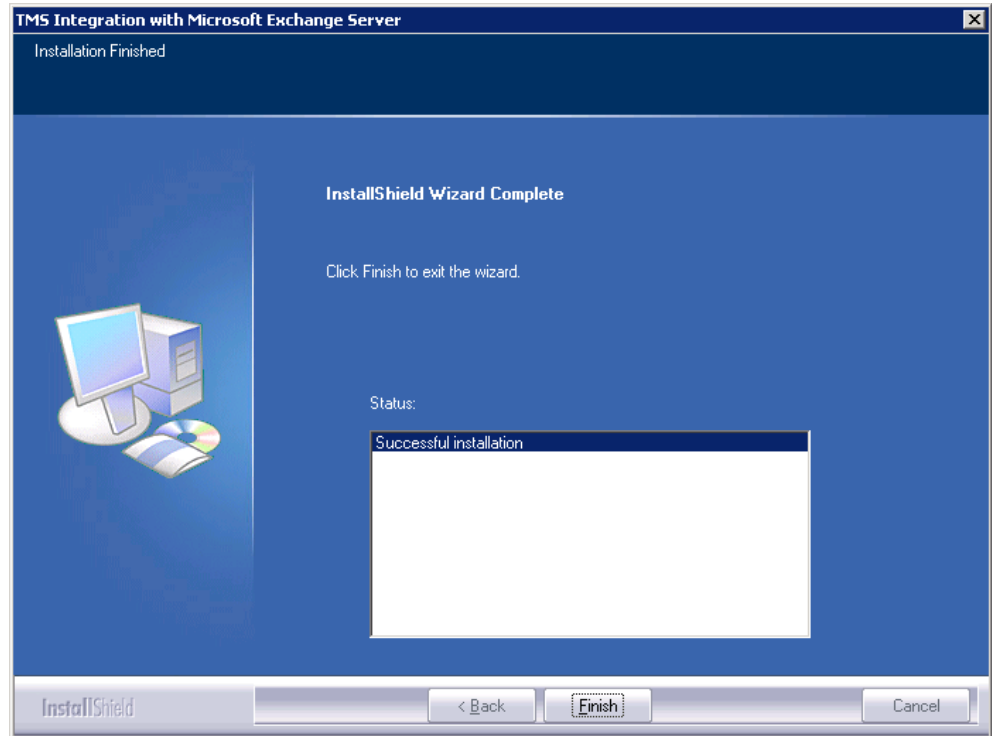 TMS Integration with Microsoft Exchange Server
Installation Finished
InstallShield Wizard Complete
Click Finish to exit the wizard.
Status:
Successful installation
InstallShield
< Back
Finish
Cancel